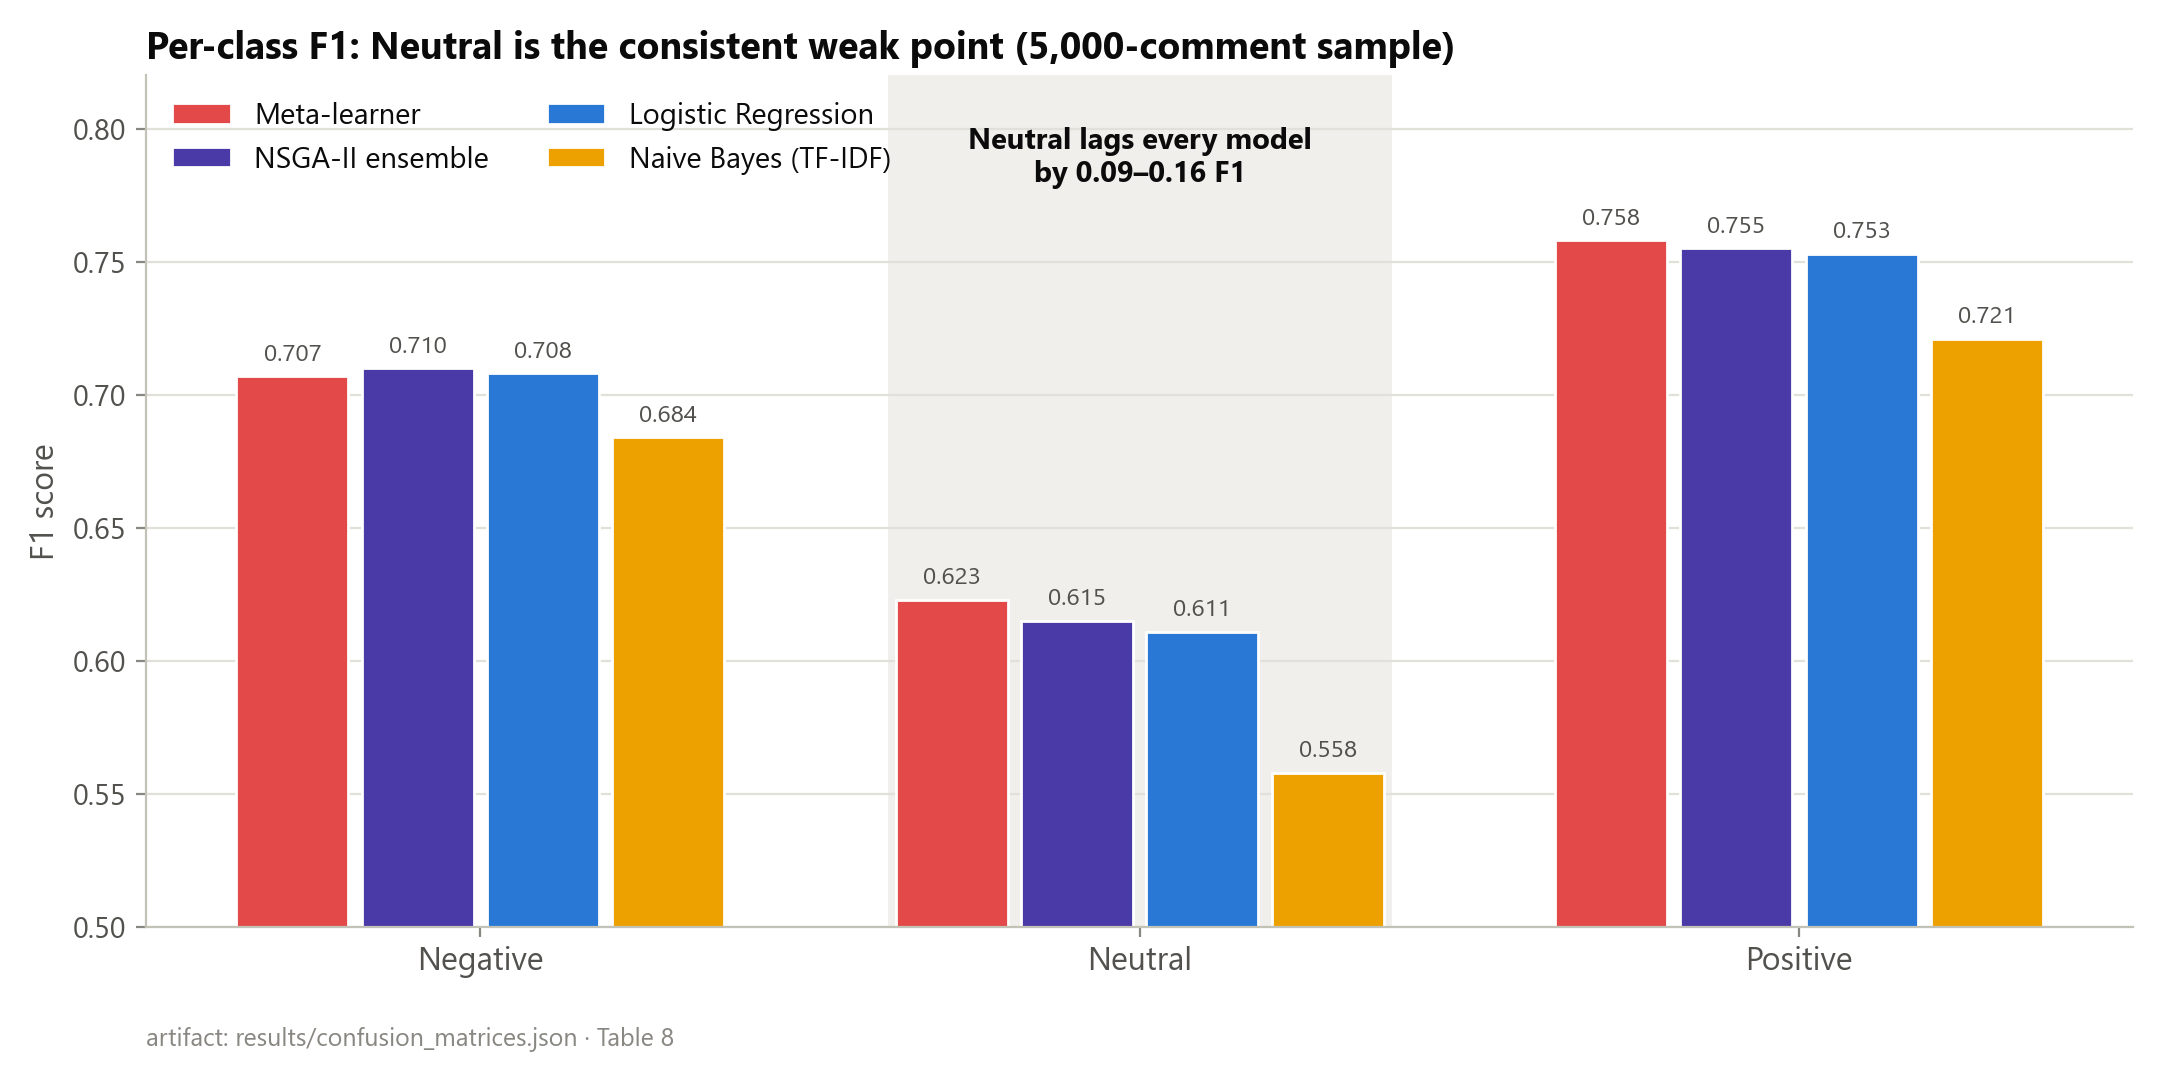 Per-class F1: Neutral is the consistent weak point (5,000-comment sample)
Meta-learner
NSGA-II ensemble
Logistic Regression
Naive Bayes (TF-IDF)
Neutral lags every model
by 0.09–0.16 F1
F1 score
0.80
0.75
0.70
0.65
0.60
0.55
0.50
0.707
0.710
0.708
0.684
0.623
0.615
0.611
0.558
0.758
0.755
0.753
0.721
Negative
Neutral
Positive
artifact: results/confusion_matrices.json · Table 8